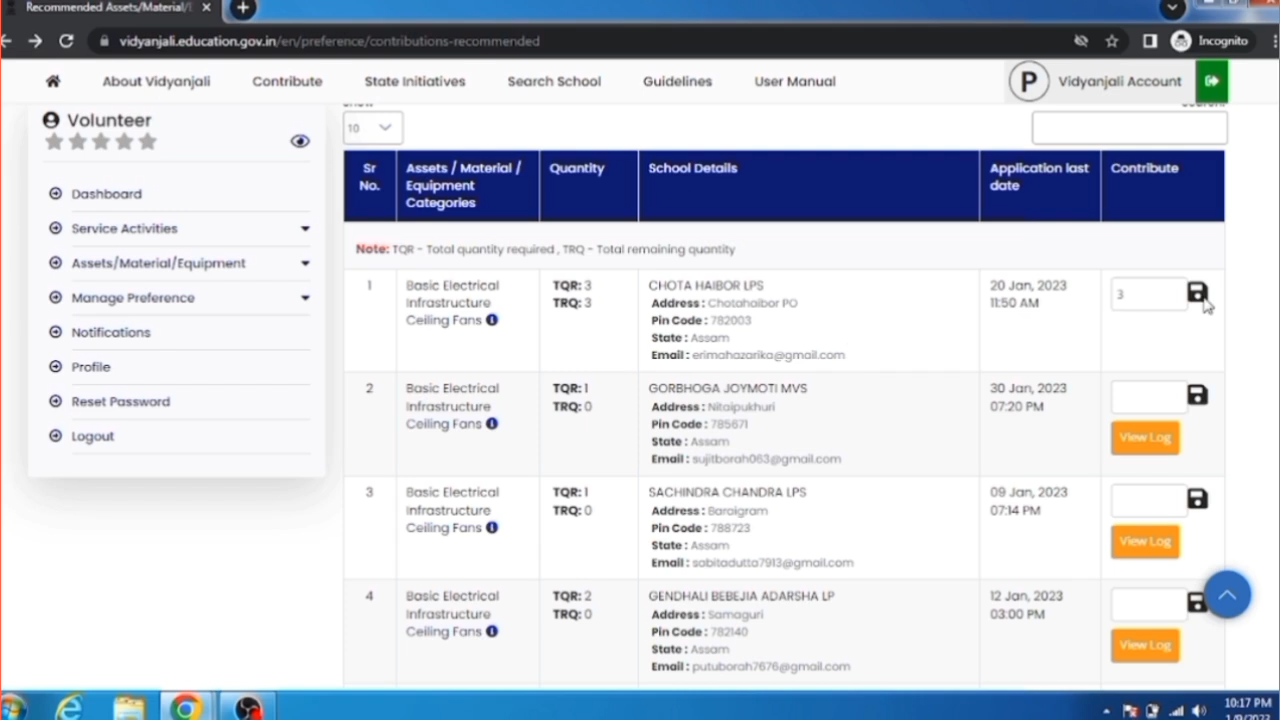 Recommended Assets/Material/
vidyanjali.education.gov.in/en/preference/contributions-recommended
Incognito
About Vidyanjali
Contribute
State Initiatives
Search School
Guidelines
User Manual
P
Vidyanjali Account
Volunteer
Dashboard
Service Activities
Assets/Material/Equipment
Manage Preference
Notifications
Profile
Reset Password
Logout
10
Sr No.
Assets / Material / Equipment Categories
Quantity
School Details
Application last date
Contribute
Note: TQR - Total quantity required , TRQ - Total remaining quantity
1
Basic Electrical
Infrastructure
Ceiling Fans
TQR: 3
TRQ: 3
CHOTA HAIBOR LPS
Address : Chotahaibor PO
Pin Code : 782003
State : Assam
Email : erimahazarika@gmail.com
20 Jan, 2023
11:50 AM
3
2
Basic Electrical
Infrastructure
Ceiling Fans
TQR: 1
TRQ: 0
GORBHOGA JOYMOTI MVS
Address : Nitaipukhuri
Pin Code : 785671
State : Assam
Email : sujitborah063@gmail.com
30 Jan, 2023
07:20 PM
View Log
3
Basic Electrical
Infrastructure
Ceiling Fans
TQR: 1
TRQ: 0
SACHINDRA CHANDRA LPS
Address : Baraigram
Pin Code : 788723
State : Assam
Email : sabitadutta7913@gmail.com
09 Jan, 2023
07:14 PM
View Log
4
Basic Electrical
Infrastructure
Ceiling Fans
TQR: 2
TRQ: 0
GENDHALI BEBEJIA ADARSHA LP
Address : Samaguri
Pin Code : 782140
State : Assam
Email : putuborah7676@gmail.com
12 Jan, 2023
03:00 PM
View Log
10:17 PM